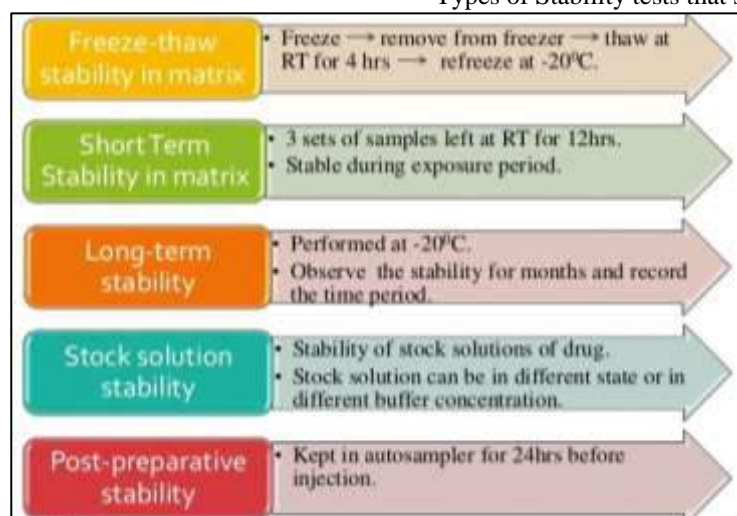 Types of Stability tests that s
Freeze-thaw
stability in matrix
• Freeze → remove from freezer → thaw at
RT for 4 hrs → refreeze at -20⁰C.
Short Term
Stability in matrix
• 3 sets of samples left at RT for 12hrs.
• Stable during exposure period.
Long-term
stability
• Performed at -20⁰C.
• Observe the stability for months and record
the time period.
Stock solution
stability
• Stability of stock solutions of drug.
• Stock solution can be in different state or in
different buffer concentration.
Post-preparative
stability
• Kept in autosampler for 24hrs before
injection.